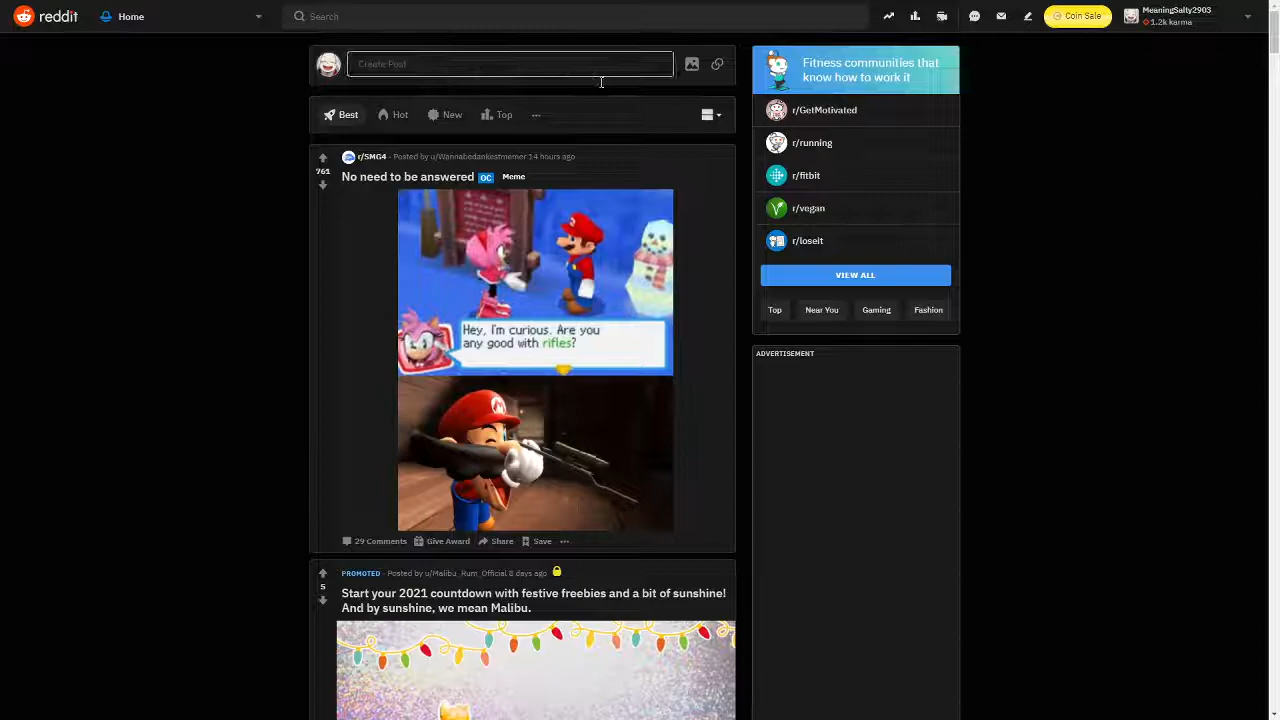 reddit
Home
Search
Coin Sale
MeaningSalty2903
1.2k karma
Create Post
Best
Hot
New
Top
r/SMG4 · Posted by u/Wannabedankestmemer 14 hours ago
761
No need to be answered OC Meme
Hey, I'm curious. Are you
any good with rifles?
29 Comments
Give Award
Share
Save
PROMOTED · Posted by u/Malibu_Rum_Official 8 days ago
5
Start your 2021 countdown with festive freebies and a bit of sunshine!
And by sunshine, we mean Malibu.
Fitness communities that
know how to work it
r/GetMotivated
r/running
r/fitbit
r/vegan
r/loseit
VIEW ALL
Top
Near You
Gaming
Fashion
ADVERTISEMENT